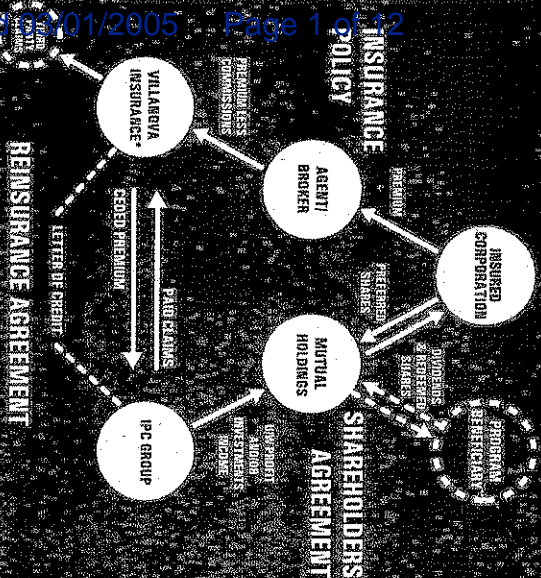 03/01/2005 Page 1 of 12
INSURANCE
POLICY
INSURED
CORPORATION
PREMIUM
AGENT/
BROKER
PREMIUM LESS
COMMISSIONS
VILLANOVA
INSURANCE*
PREFERRED
SHARES
DIVIDENDS
PREFERRED
SHARES
PROGRAM
BENEFICIARY
MUTUAL
HOLDINGS
SHAREHOLDERS
AGREEMENT
CEDED PREMIUM
PAID CLAIMS
LETTER OF CREDIT
IPC GROUP
U/W PROFIT
AND/OR
INVESTMENT
INCOME
REINSURANCE AGREEMENT